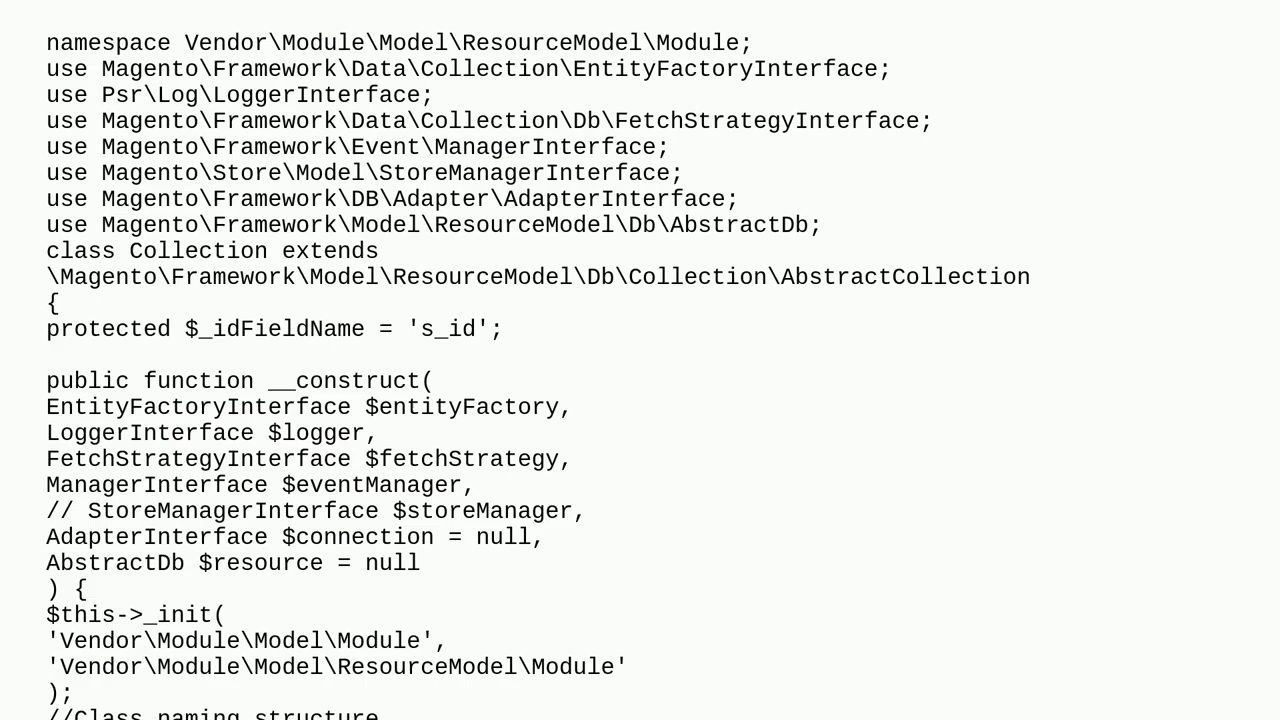 namespace Vendor\Module\Model\ResourceModel\Module;
use Magento\Framework\Data\Collection\EntityFactoryInterface;
use Psr\Log\LoggerInterface;
use Magento\Framework\Data\Collection\Db\FetchStrategyInterface;
use Magento\Framework\Event\ManagerInterface;
use Magento\Store\Model\StoreManagerInterface;
use Magento\Framework\DB\Adapter\AdapterInterface;
use Magento\Framework\Model\ResourceModel\Db\AbstractDb;
class Collection extends
\Magento\Framework\Model\ResourceModel\Db\Collection\AbstractCollection
{
protected $_idFieldName = 's_id';
public function __construct(
EntityFactoryInterface $entityFactory,
LoggerInterface $logger,
FetchStrategyInterface $fetchStrategy,
ManagerInterface $eventManager,
// StoreManagerInterface $storeManager,
AdapterInterface $connection = null,
AbstractDb $resource = null
) {
$this->_init(
'Vendor\Module\Model\Module',
'Vendor\Module\Model\ResourceModel\Module'
);
//Class naming structure